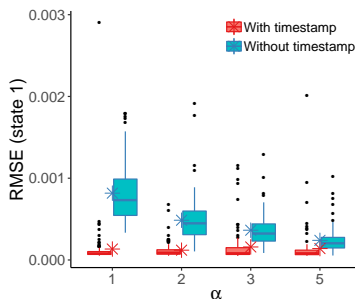 0.003
With timestamp
Without timestamp
0.002
RMSE (state 1)
0.001
0.000
1
2
3
5
α